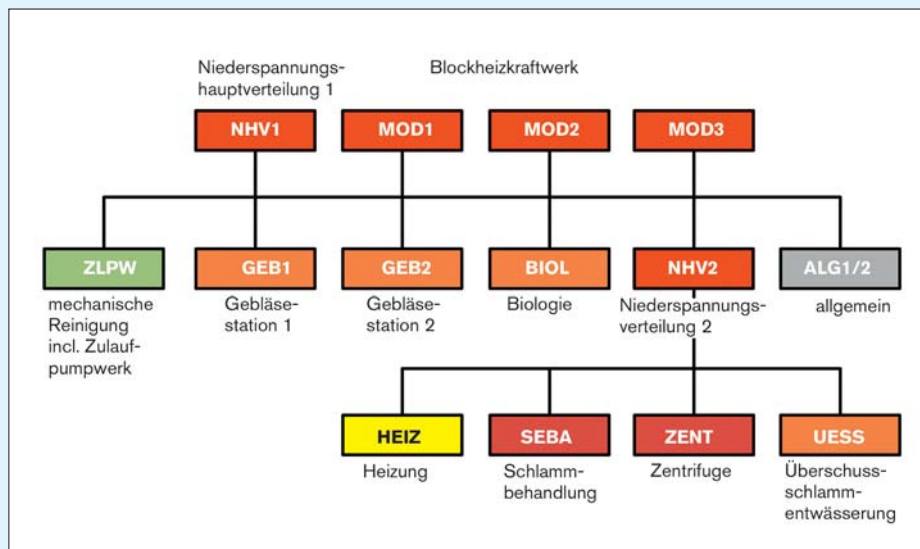 Niederspannungs-
hauptverteilung 1
Blockheizkraftwerk
NHV1
MOD1
MOD2
MOD3
ZLPW
GEB1
GEB2
BIOL
NHV2
ALG1/2
mechanische
Reinigung
incl. Zulauf-
pumpwerk
Gebläse-
station 1
Gebläse-
station 2
Biologie
Niederspannungs-
verteilung 2
allgemein
HEIZ
SEBA
ZENT
UESS
Heizung
Schlamm-
behandlung
Zentrifuge
Überschuss-
schlamm-
entwässerung